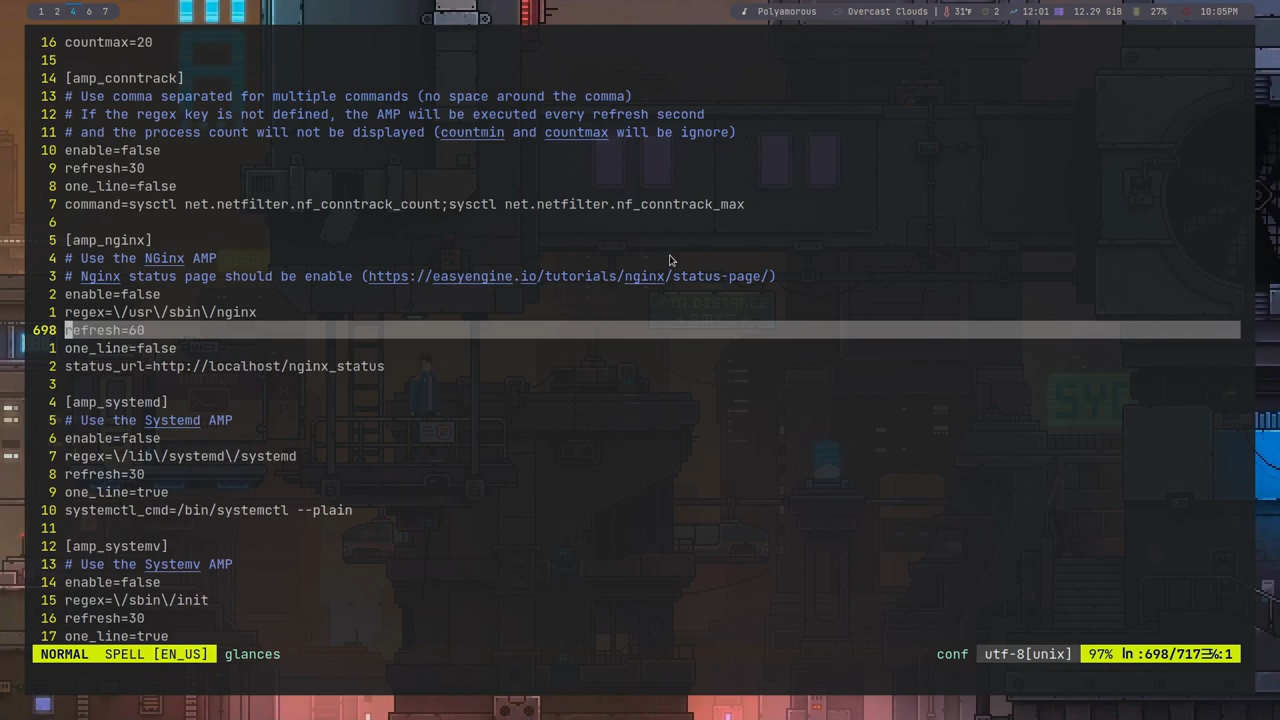 1 2 4 6 7
Polyamorous Overcast Clouds | 31°F 2 12:01 12.29 GiB 27% 10:05PM
16 countmax=20
15
14 [amp_conntrack]
13 # Use comma separated for multiple commands (no space around the comma)
12 # If the regex key is not defined, the AMP will be executed every refresh second
11 # and the process count will not be displayed (countmin and countmax will be ignore)
10 enable=false
9 refresh=30
8 one_line=false
7 command=sysctl net.netfilter.nf_conntrack_count;sysctl net.netfilter.nf_conntrack_max
6
5 [amp_nginx]
4 # Use the NGinx AMP
3 # Nginx status page should be enable (https://easyengine.io/tutorials/nginx/status-page/)
2 enable=false
1 regex=\/usr\/sbin\/nginx
698 refresh=60
1 one_line=false
2 status_url=http://localhost/nginx_status
3
4 [amp_systemd]
5 # Use the Systemd AMP
6 enable=false
7 regex=\/lib\/systemd\/systemd
8 refresh=30
9 one_line=true
10 systemctl_cmd=/bin/systemctl --plain
11
12 [amp_systemv]
13 # Use the Systemv AMP
14 enable=false
15 regex=\/sbin\/init
16 refresh=30
17 one_line=true
NORMAL SPELL [EN_US] glances conf utf-8[unix] 97% ln :698/717☰%:1